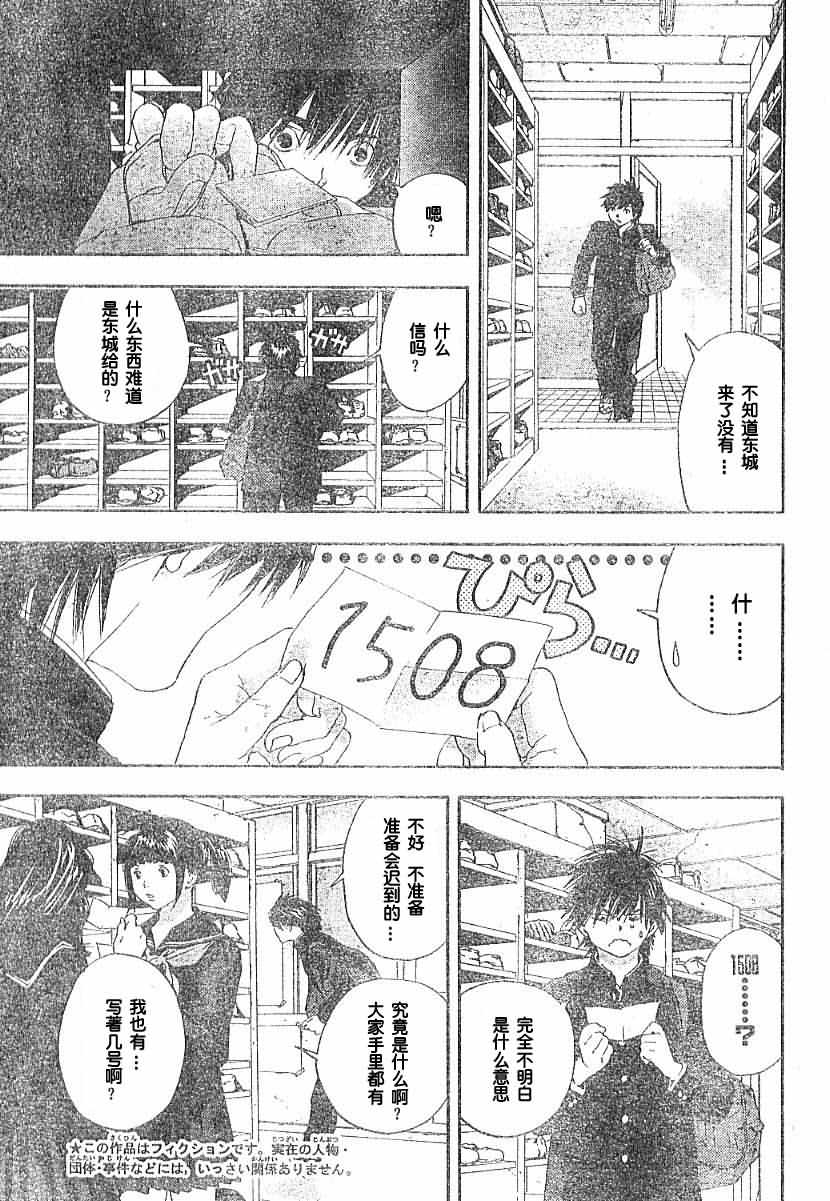 不知道东城
来了没有…
嗯?
什么
信吗?
ガサ
ガサ
什么东西难道
是东城给的?
什……
……
ぴら…
1508
1508
……?
完全不明白
是什么意思
不好 不准备
准备会迟到的…
究竟是什么啊?
大家手里都有
我也有…
写著几号啊?
★この作品はフィクションです。実在の人物・
団体・事件などには、いっさい関係ありません。